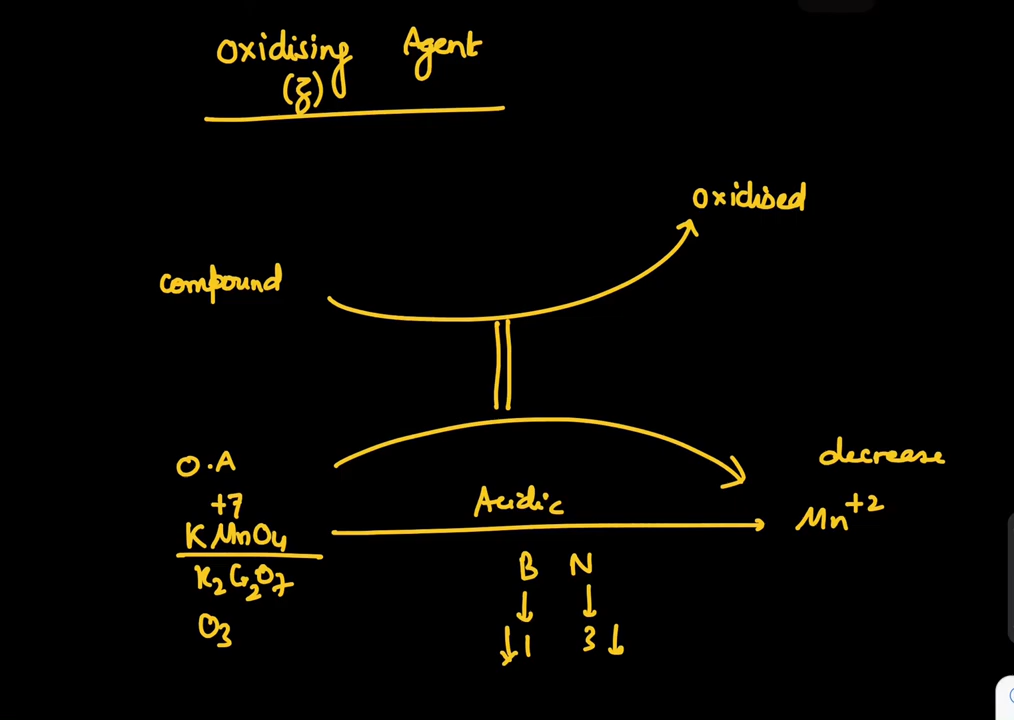 Oxidising Agent
(ξ)
oxidised
compound
O.A
decrease
+7
Acidic
Mn+2
KMnO4
B N
K2Cr2O7
O3
↓1 3↓